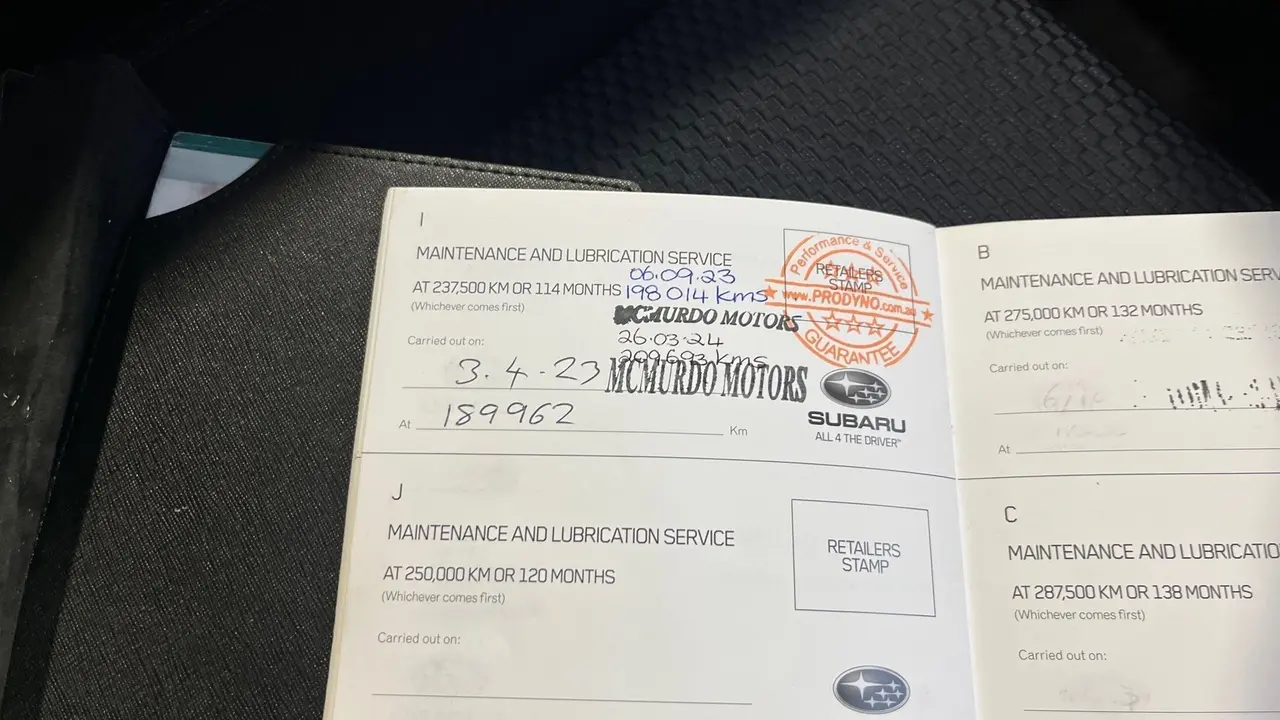 I
MAINTENANCE AND LUBRICATION SERVICE
06.09.23
AT 237,500 KM OR 114 MONTHS
198 014 kms
(Whichever comes first)
MCMURDO MOTORS
Carried out on:
26.03.24
209,693 kms
3.4.23
MCMURDO MOTORS
At 189962 Km
Performance & Service
RETAILERS
STAMP
www.PRODYNO.com.au
GUARANTEE
SUBARU
ALL 4 THE DRIVER™
J
MAINTENANCE AND LUBRICATION SERVICE
AT 250,000 KM OR 120 MONTHS
(Whichever comes first)
Carried out on:
RETAILERS
STAMP
B
MAINTENANCE AND LUBRICATION SERV
AT 275,000 KM OR 132 MONTHS
(Whichever comes first)
Carried out on:
At
C
MAINTENANCE AND LUBRICATIO
AT 287,500 KM OR 138 MONTHS
(Whichever comes first)
Carried out on: